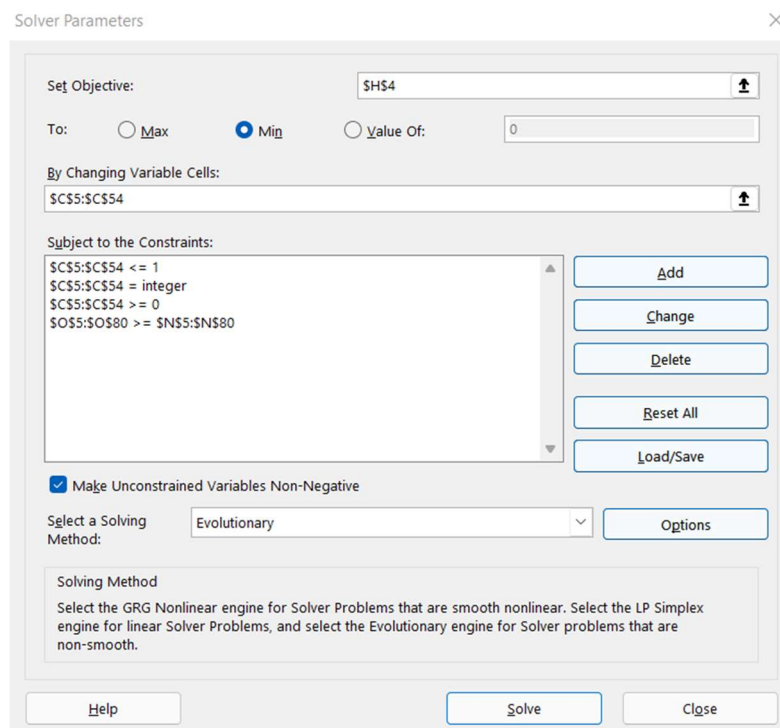 Solver Parameters
Set Objective:
$H$4
To:
Max
Min
Value Of:
0
By Changing Variable Cells:
$C$5:$C$54
Subject to the Constraints:
$C$5:$C$54 <= 1
$C$5:$C$54 = integer
$C$5:$C$54 >= 0
$O$5:$O$80 >= $N$5:$N$80
Add
Change
Delete
Reset All
Load/Save
Make Unconstrained Variables Non-Negative
Select a Solving
Method:
Evolutionary
Options
Solving Method
Select the GRG Nonlinear engine for Solver Problems that are smooth nonlinear. Select the LP Simplex
engine for linear Solver Problems, and select the Evolutionary engine for Solver problems that are
non-smooth.
Help
Solve
Close